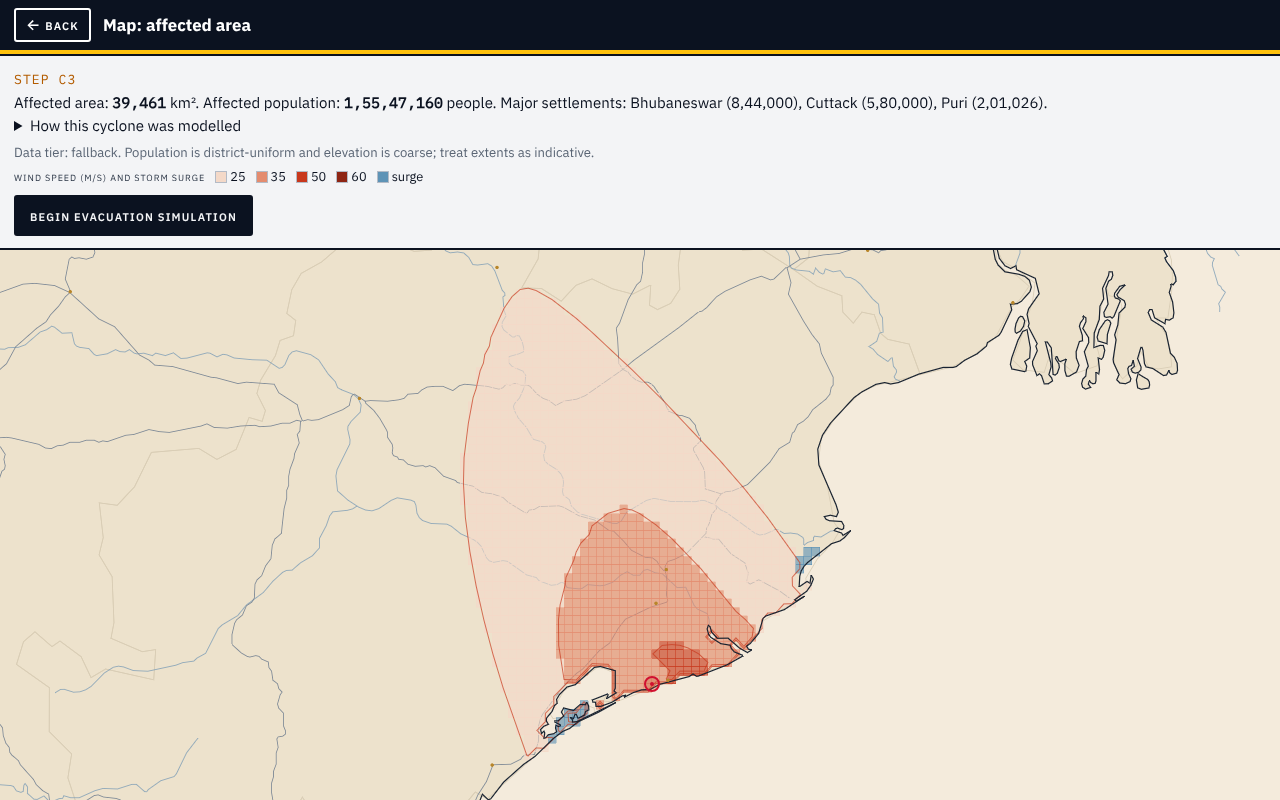 ← BACK Map: affected area
STEP C3
Affected area: 39,461 km². Affected population: 1,55,47,160 people. Major settlements: Bhubaneswar (8,44,000), Cuttack (5,80,000), Puri (2,01,026).
▶ How this cyclone was modelled
Data tier: fallback. Population is district-uniform and elevation is coarse; treat extents as indicative.
WIND SPEED (M/S) AND STORM SURGE 25 35 50 60 surge
BEGIN EVACUATION SIMULATION